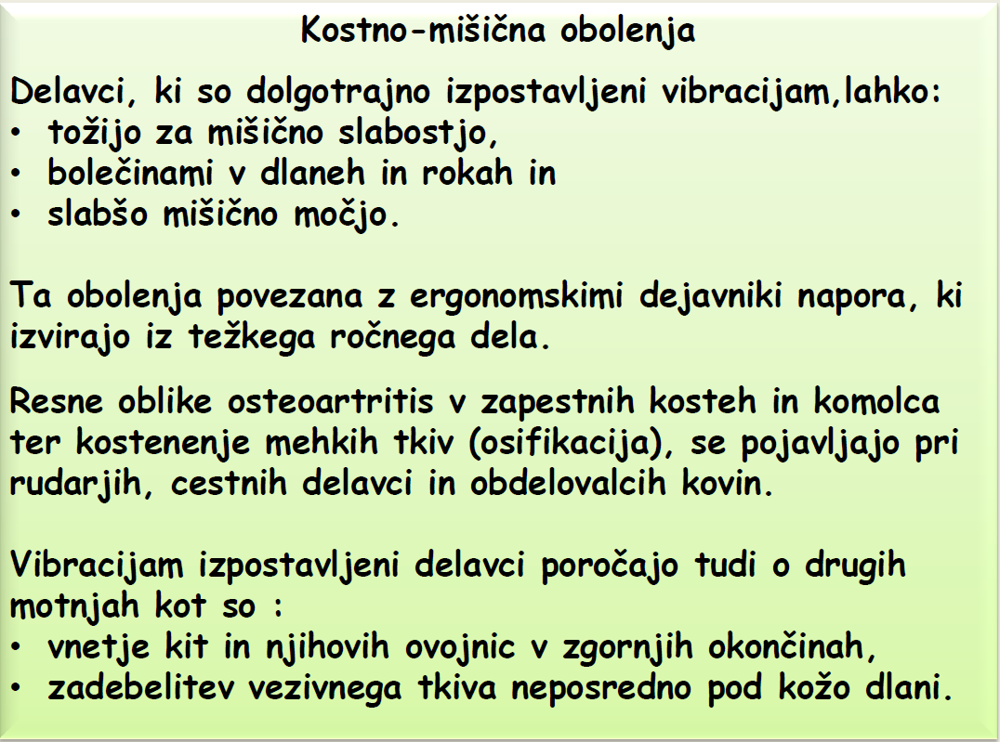 Kostno-mišična obolenja
Delavci, ki so dolgotrajno izpostavljeni vibracijam,lahko:
• tožijo za mišično slabostjo,
• bolečinami v dlaneh in rokah in
• slabšo mišično močjo.
Ta obolenja povezana z ergonomskimi dejavniki napora, ki
izvirajo iz težkega ročnega dela.
Resne oblike osteoartritis v zapestnih kosteh in komolca
ter kostenenje mehkih tkiv (osifikacija), se pojavljajo pri
rudarjih, cestnih delavci in obdelovalcih kovin.
Vibracijam izpostavljeni delavci poročajo tudi o drugih
motnjah kot so :
• vnetje kit in njihovih ovojnic v zgornjih okončinah,
• zadebelitev vezivnega tkiva neposredno pod kožo dlani.